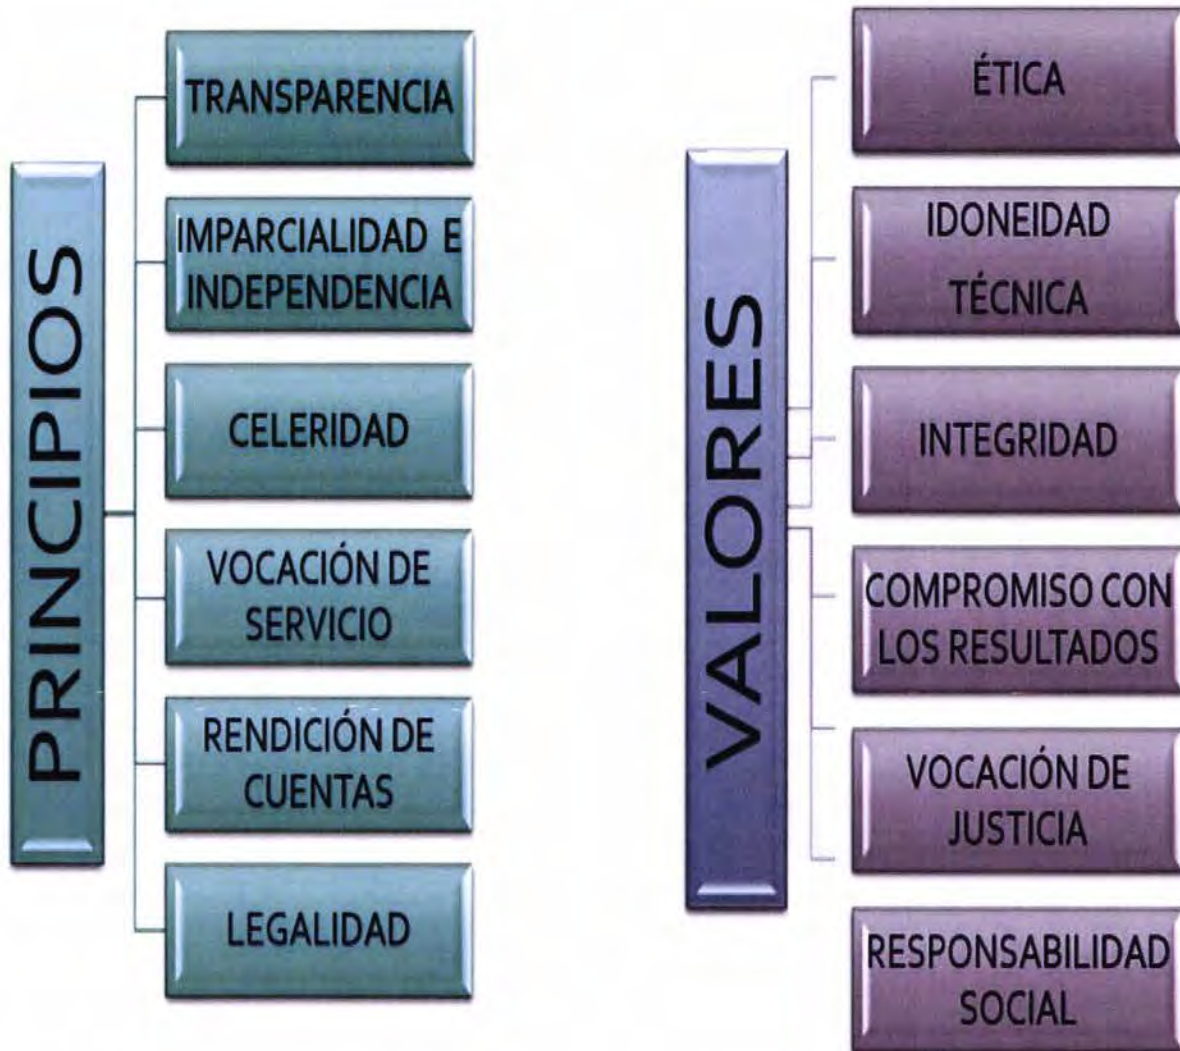 PRINCIPIOS
TRANSPARENCIA
IMPARCIALIDAD E
INDEPENDENCIA
CELERIDAD
VOCACIÓN DE
SERVICIO
RENDICIÓN DE
CUENTAS
LEGALIDAD
VALORES
ÉTICA
IDONEIDAD
TÉCNICA
INTEGRIDAD
COMPROMISO CON
LOS RESULTADOS
VOCACIÓN DE
JUSTICIA
RESPONSABILIDAD
SOCIAL